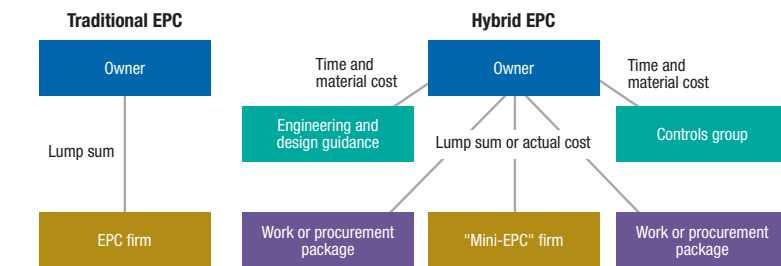 Traditional EPC
Hybrid EPC
Owner
Time and
material cost
Owner
Time and
material cost
Engineering and
design guidance
Controls group
Lump sum
Lump sum or actual cost
EPC firm
Work or procurement
package
"Mini-EPC" firm
Work or procurement
package